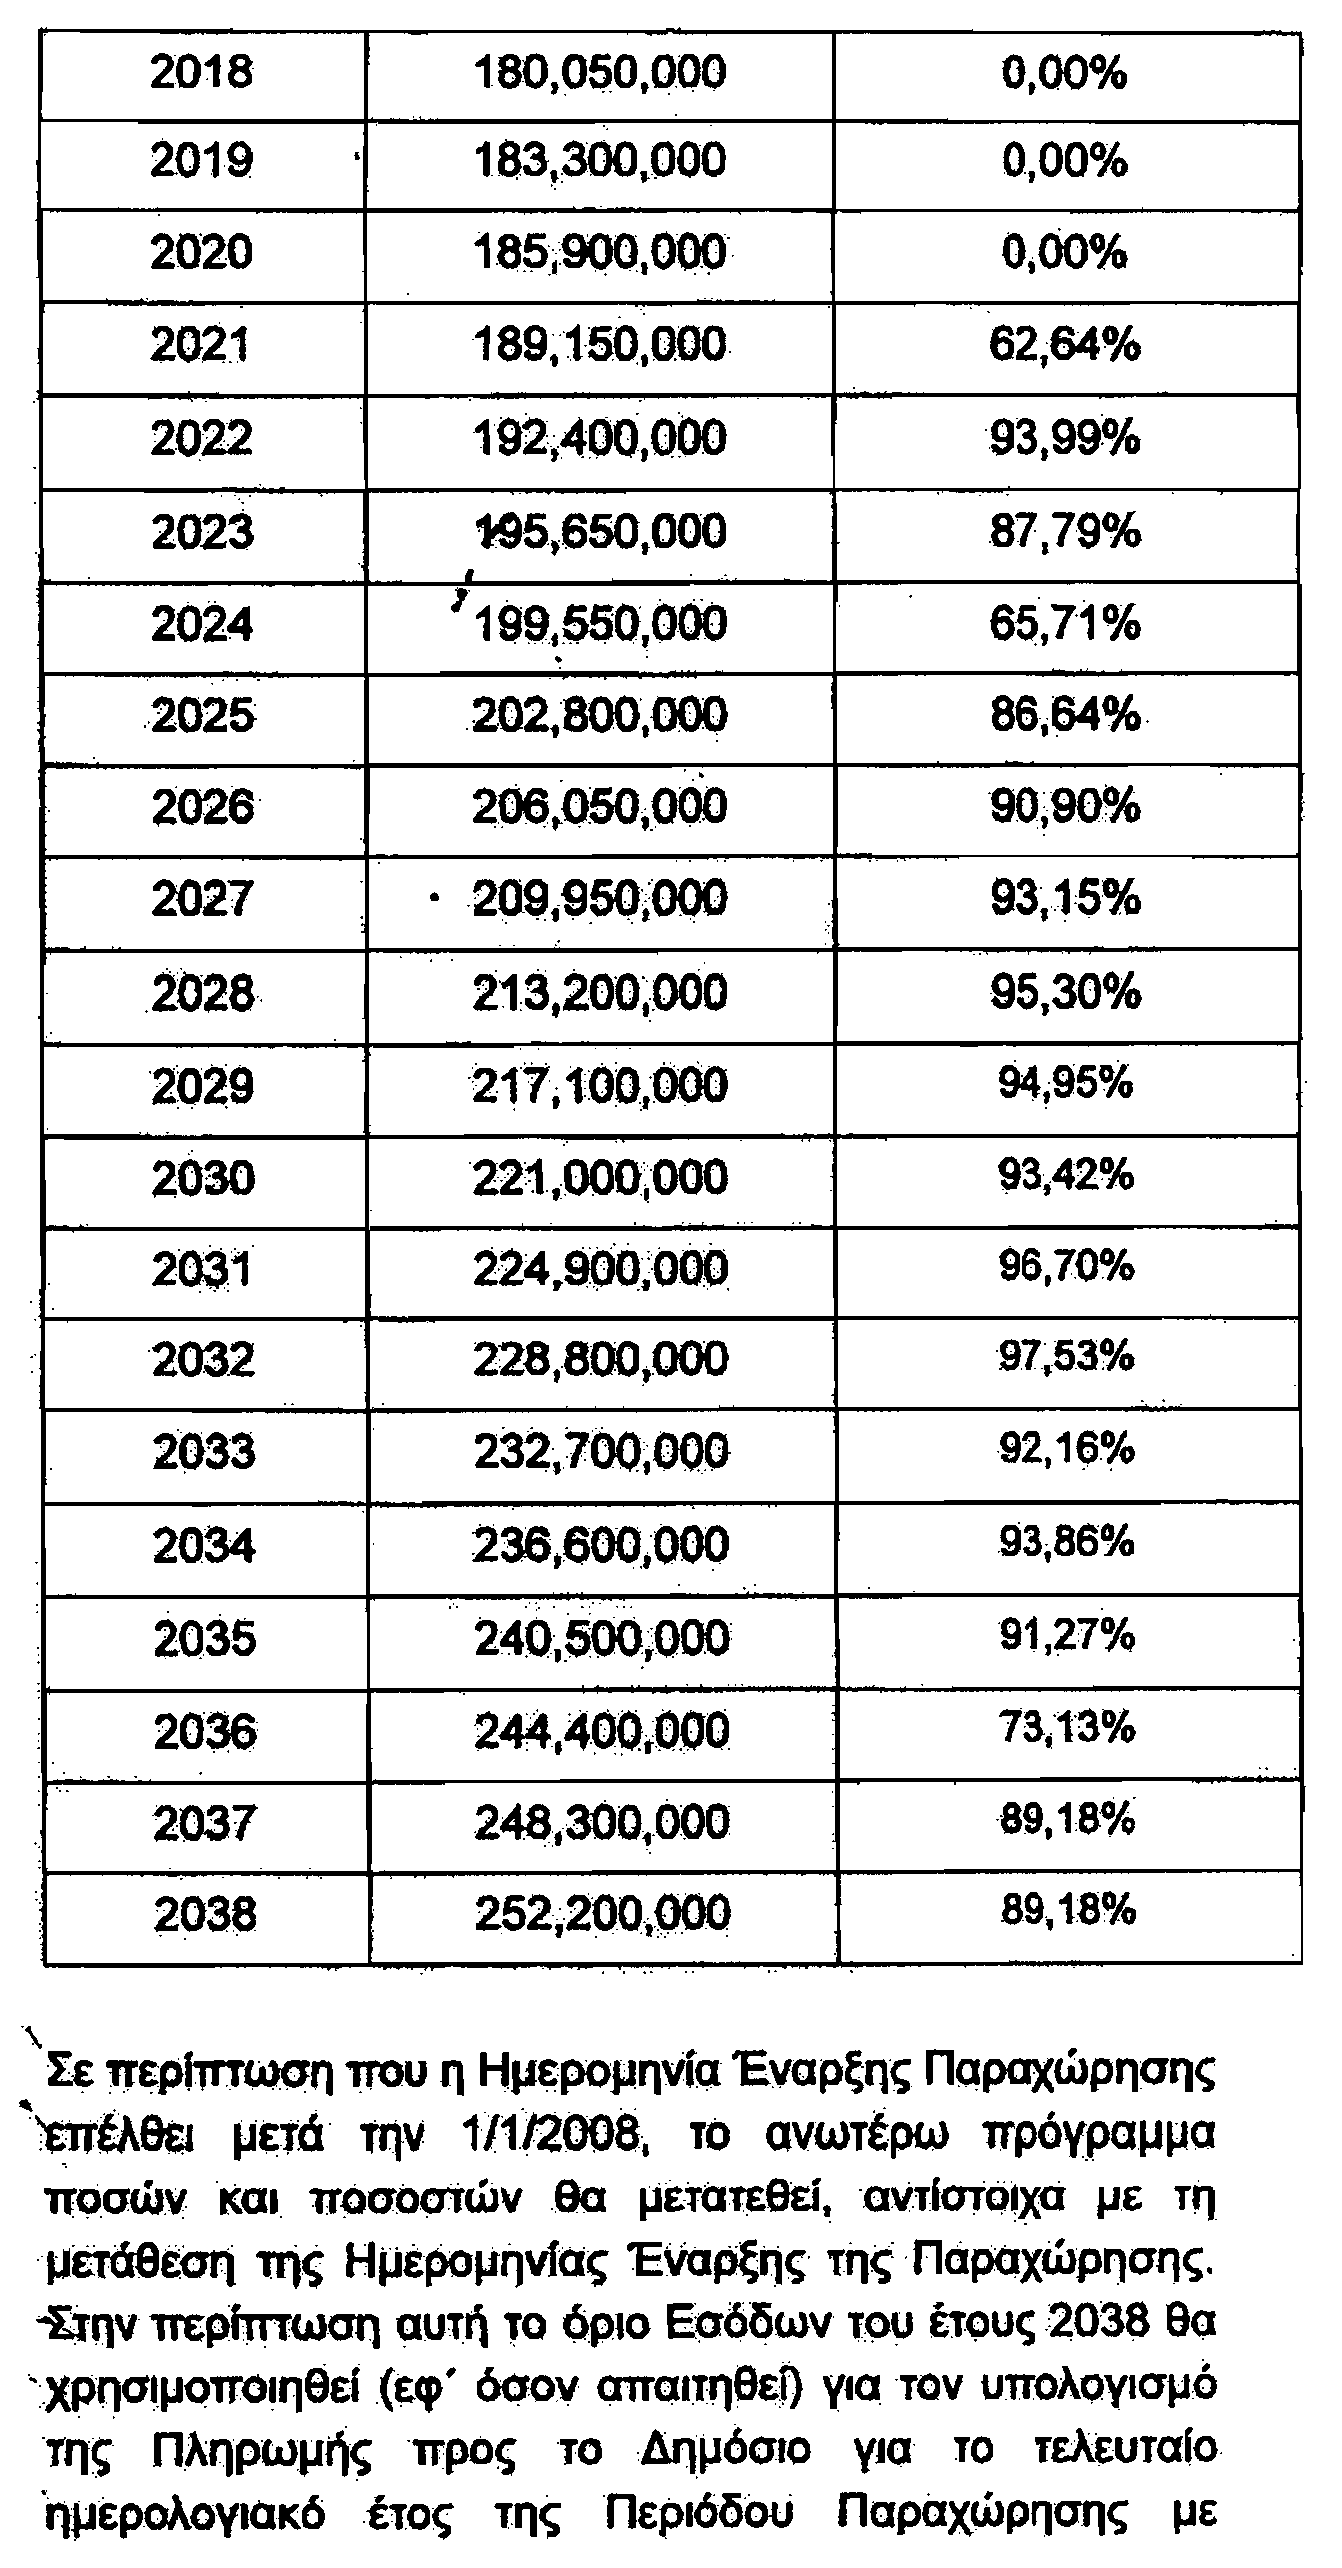 2018 180,050,000 0,00%
2019 183,300,000 0,00%
2020 185,900,000 0,00%
2021 189,150,000 62,64%
2022 192,400,000 93,99%
2023 195,650,000 87,79%
2024 199,550,000 65,71%
2025 202,800,000 86,64%
2026 206,050,000 90,90%
2027 209,950,000 93,15%
2028 213,200,000 95,30%
2029 217,100,000 94,95%
2030 221,000,000 93,42%
2031 224,900,000 96,70%
2032 228,800,000 97,53%
2033 232,700,000 92,16%
2034 236,600,000 93,86%
2035 240,500,000 91,27%
2036 244,400,000 73,13%
2037 248,300,000 89,18%
2038 252,200,000 89,18%
Σε περίπτωση που η Ημερομηνία Έναρξης Παραχώρησης
επέλθει μετά την 1/1/2008, το ανωτέρω πρόγραμμα
ποσών και ποσοστών θα μετατεθεί, αντίστοιχα με τη
μετάθεση της Ημερομηνίας Έναρξης της Παραχώρησης.
Στην περίπτωση αυτή το όριο Εσόδων του έτους 2038 θα
χρησιμοποιηθεί (εφ΄ όσον απαιτηθεί) για τον υπολογισμό
της Πληρωμής προς το Δημόσιο για το τελευταίο
ημερολογιακό έτος της Περιόδου Παραχώρησης με